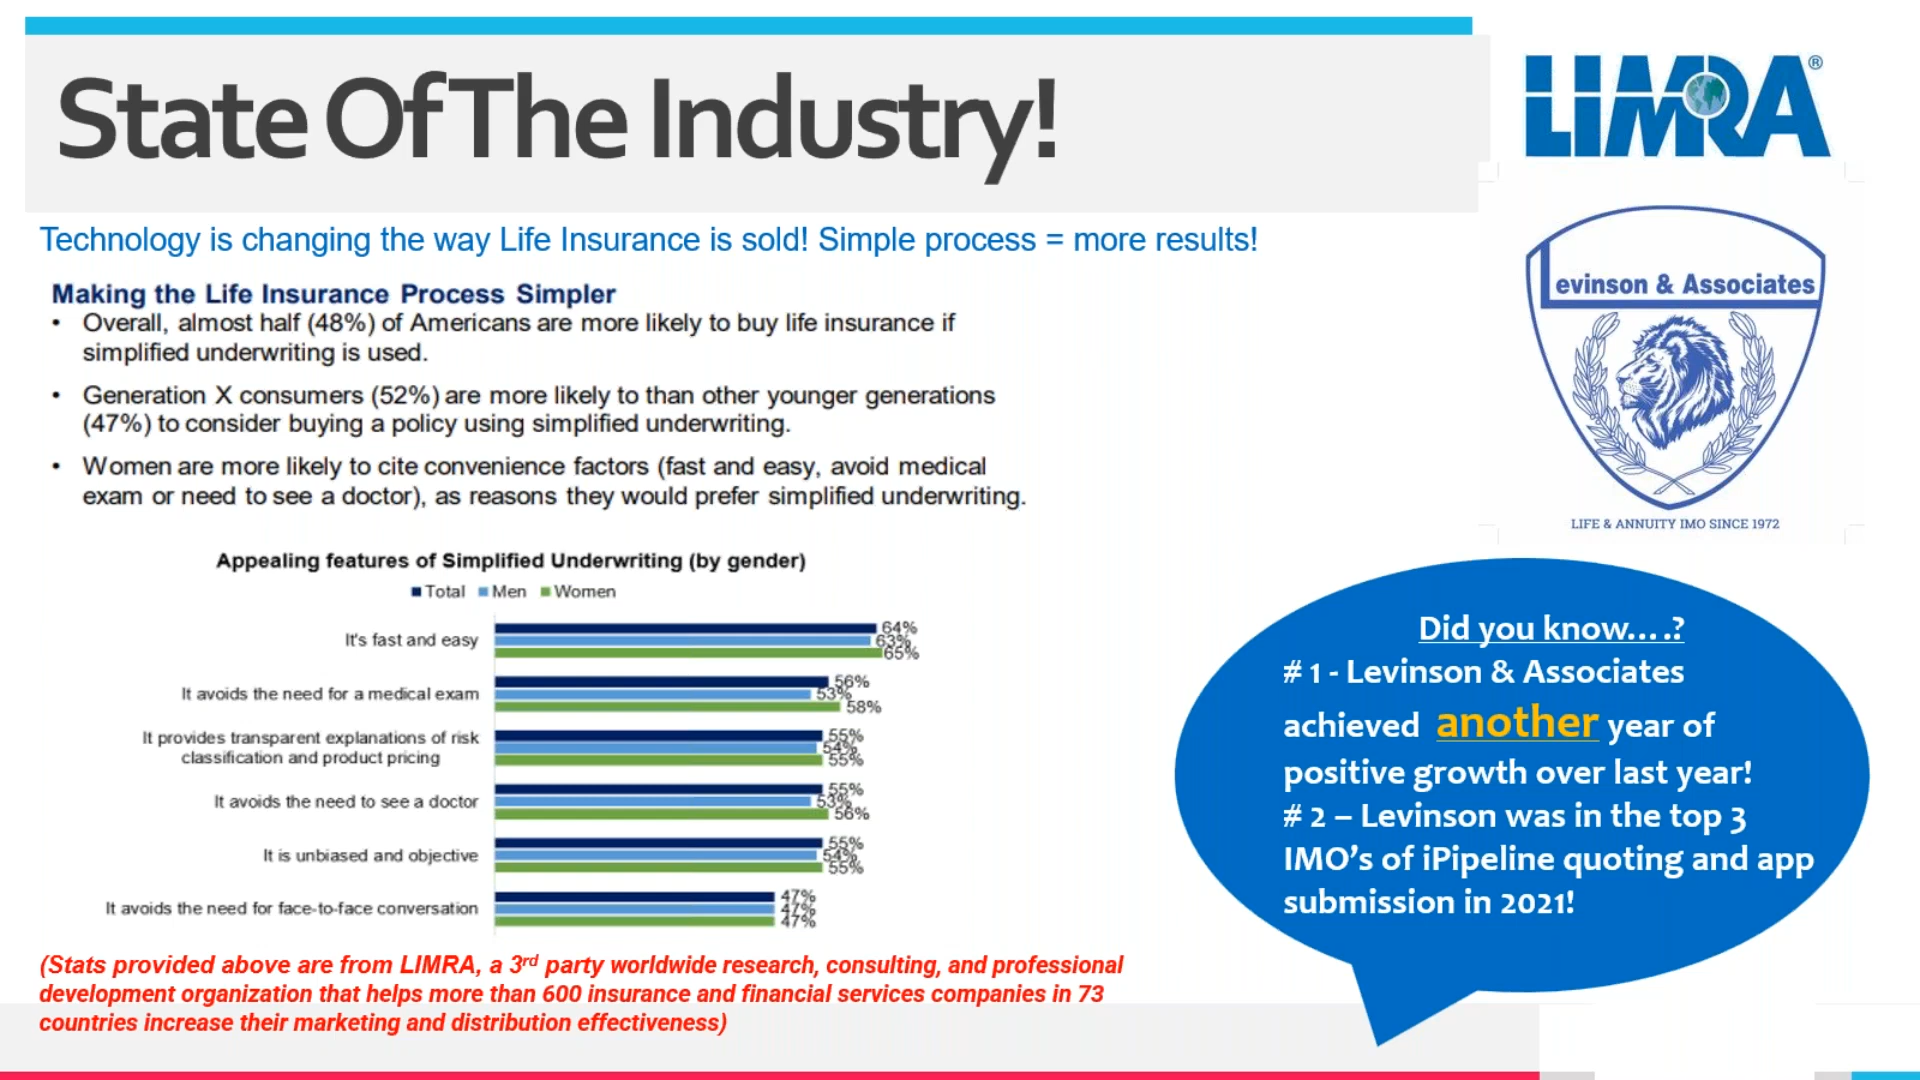 State Of The Industry!
LIMRA®
Technology is changing the way Life Insurance is sold! Simple process = more results!
Levinson & Associates
LIFE & ANNUITY IMO SINCE 1972
Making the Life Insurance Process Simpler
• Overall, almost half (48%) of Americans are more likely to buy life insurance if
simplified underwriting is used.
• Generation X consumers (52%) are more likely to than other younger generations
(47%) to consider buying a policy using simplified underwriting.
• Women are more likely to cite convenience factors (fast and easy, avoid medical
exam or need to see a doctor), as reasons they would prefer simplified underwriting.
Appealing features of Simplified Underwriting (by gender)
Total Men Women
It's fast and easy
64%
63%
65%
It avoids the need for a medical exam
56%
53%
58%
It provides transparent explanations of risk
classification and product pricing
55%
54%
55%
It avoids the need to see a doctor
55%
53%
56%
It is unbiased and objective
55%
54%
55%
It avoids the need for face-to-face conversation
47%
47%
47%
Did you know... .?
# 1 - Levinson & Associates
achieved another year of
positive growth over last year!
# 2 – Levinson was in the top 3
IMO’s of iPipeline quoting and app
submission in 2021!
(Stats provided above are from LIMRA, a 3rd party worldwide research, consulting, and professional
development organization that helps more than 600 insurance and financial services companies in 73
countries increase their marketing and distribution effectiveness)